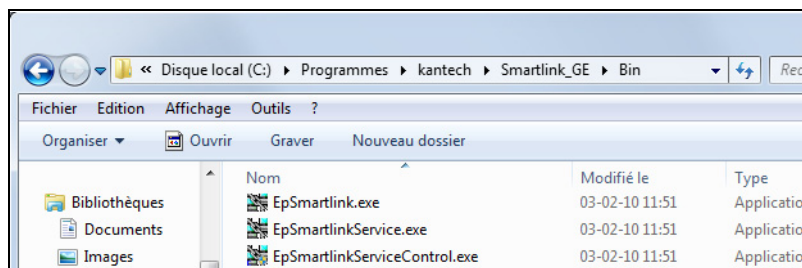 « Disque local (C:) ▸ Programmes ▸ kantech ▸ Smartlink_GE ▸ Bin Rec
Fichier Edition Affichage Outils ?
Organiser Ouvrir Graver Nouveau dossier
Nom Modifié le Type
Bibliothèques EpSmartlink.exe 03-02-10 11:51 Applicatio
Documents EpSmartlinkService.exe 03-02-10 11:51 Applicatio
Images EpSmartlinkServiceControl.exe 03-02-10 11:51 Applicatio